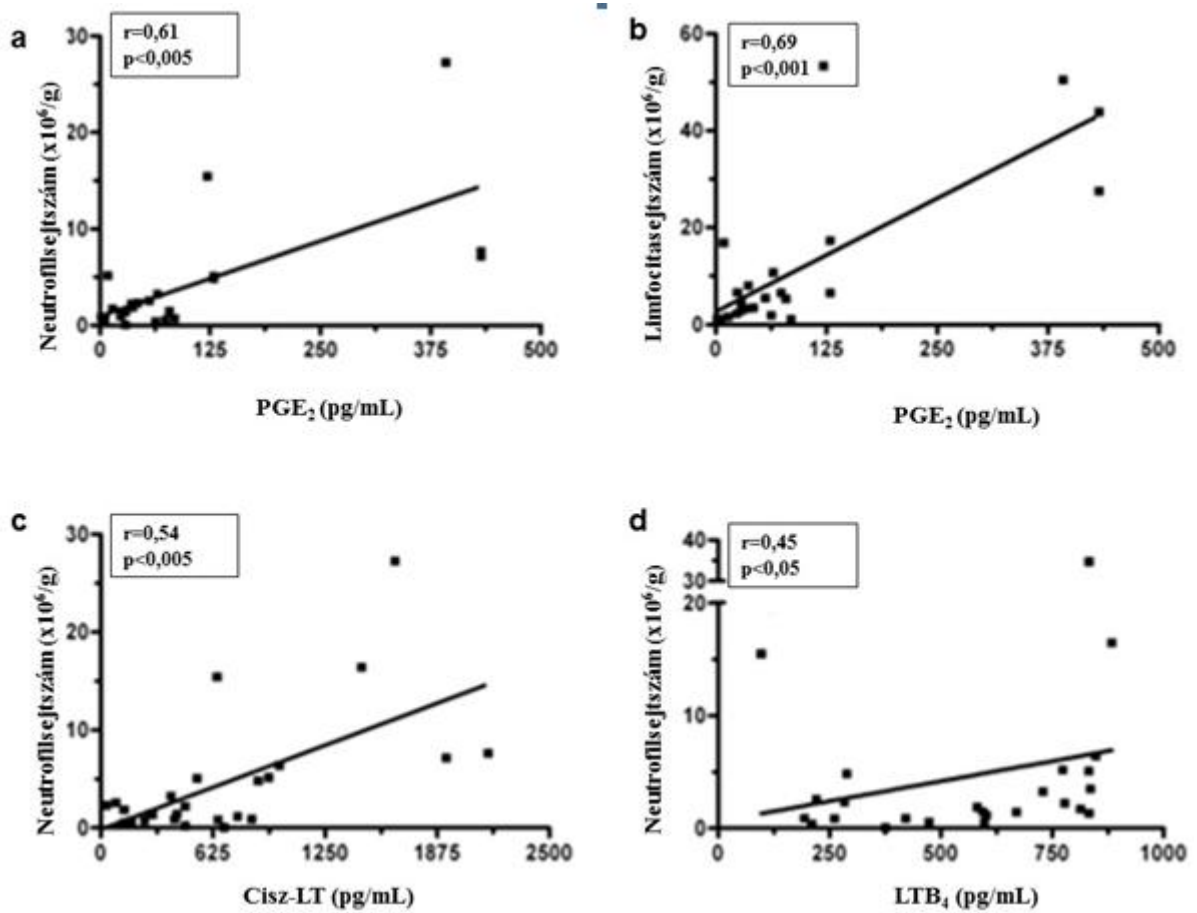 a
r=0,61
p<0,005
Neutrofilsejtszám (x10⁶/g)
30
20
10
0
0 125 250 375 500
PGE₂ (pg/mL)
b
r=0,69
p<0,001
Limfocitasejtszám (x10⁶/g)
60
40
20
0
0 125 250 375 500
PGE₂ (pg/mL)
c
r=0,54
p<0,005
Neutrofilsejtszám (x10⁶/g)
30
20
10
0
0 625 1250 1875 2500
Cisz-LT (pg/mL)
d
r=0,45
p<0,05
Neutrofilsejtszám (x10⁶/g)
40
30
20
10
0
0 250 500 750 1000
LTB₄ (pg/mL)